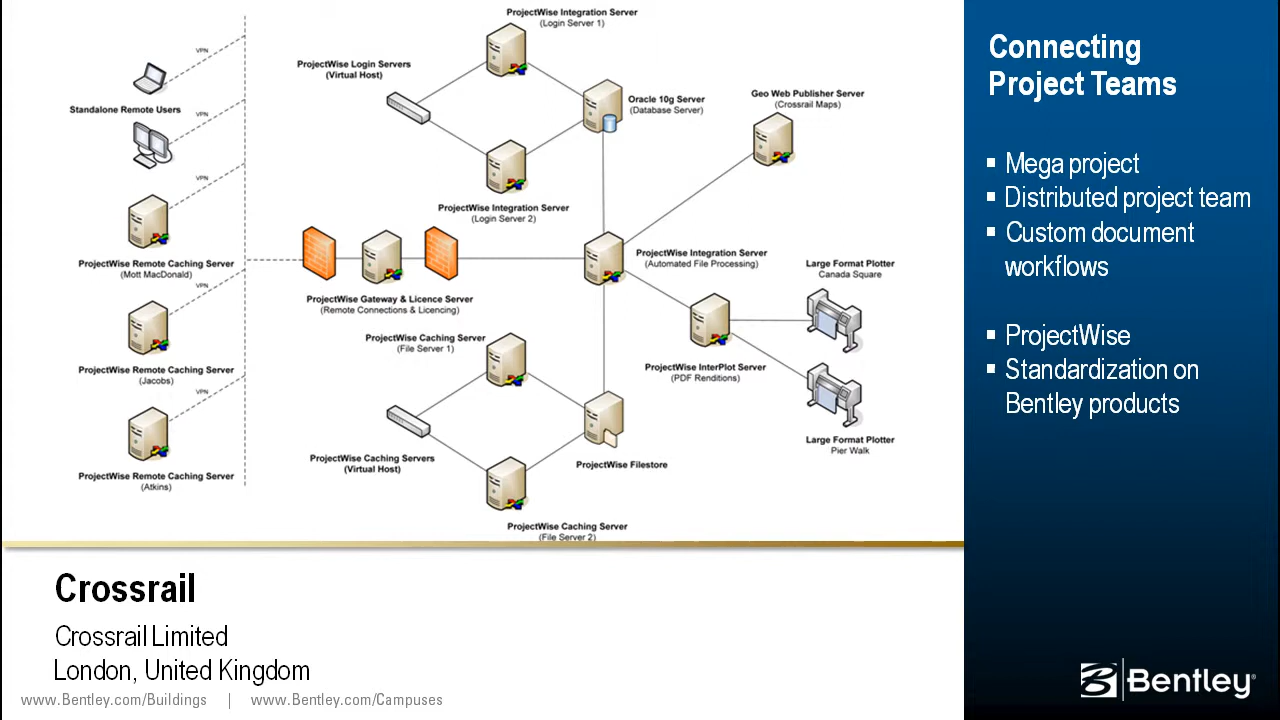 ProjectWise Integration Server
(Login Server 1)
VPN
ProjectWise Login Servers
(Virtual Host)
Standalone Remote Users
VPN
Oracle 10g Server
(Database Server)
Geo Web Publisher Server
(Crossrail Maps)
VPN
ProjectWise Integration Server
(Login Server 2)
ProjectWise Remote Caching Server
(Mott MacDonald)
VPN
ProjectWise Gateway & Licence Server
(Remote Connections & Licencing)
ProjectWise Integration Server
(Automated File Processing)
Large Format Plotter
Canada Square
ProjectWise Caching Server
(File Server 1)
ProjectWise InterPlot Server
(PDF Renditions)
ProjectWise Remote Caching Server
(Jacobs)
VPN
ProjectWise Caching Servers
(Virtual Host)
ProjectWise Filestore
Large Format Plotter
Pier Walk
ProjectWise Remote Caching Server
(Atkins)
ProjectWise Caching Server
(File Server 2)
Connecting
Project Teams
▪ Mega project
▪ Distributed project team
▪ Custom document
workflows
▪ ProjectWise
▪ Standardization on
Bentley products
Crossrail
Crossrail Limited
London, United Kingdom
www.Bentley.com/Buildings | www.Bentley.com/Campuses
Bentley®